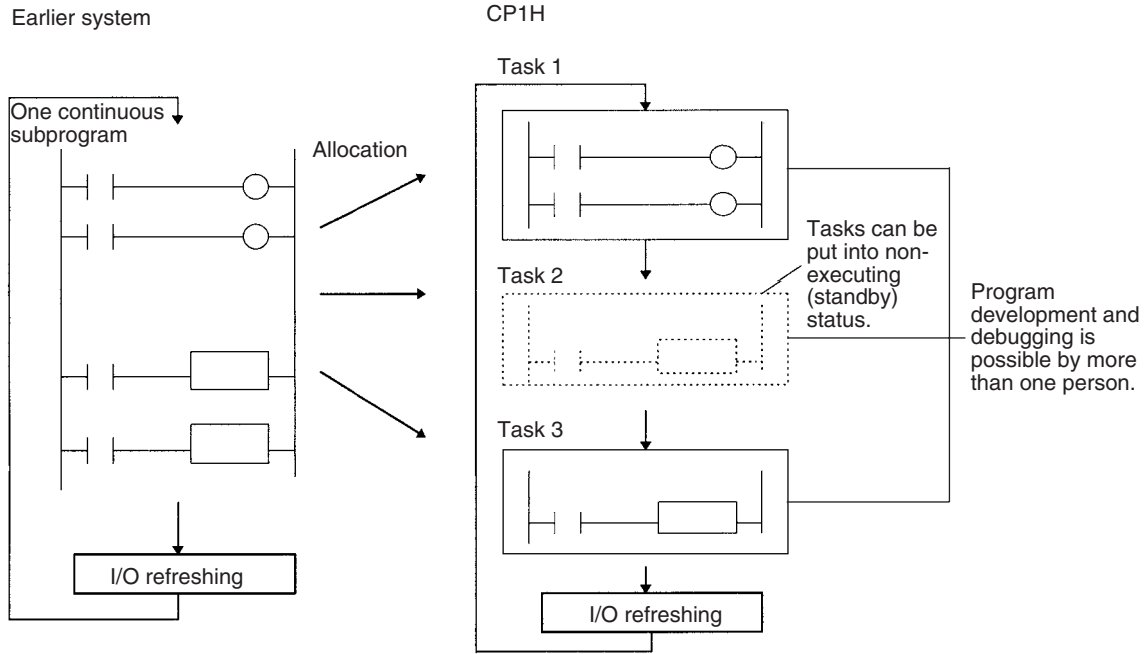 Earlier system
CP1H
One continuous
subprogram
Allocation
Task 1
Task 2
Tasks can be
put into non-
executing
(standby)
status.
Program
development and
debugging is
possible by more
than one person.
Task 3
I/O refreshing
I/O refreshing